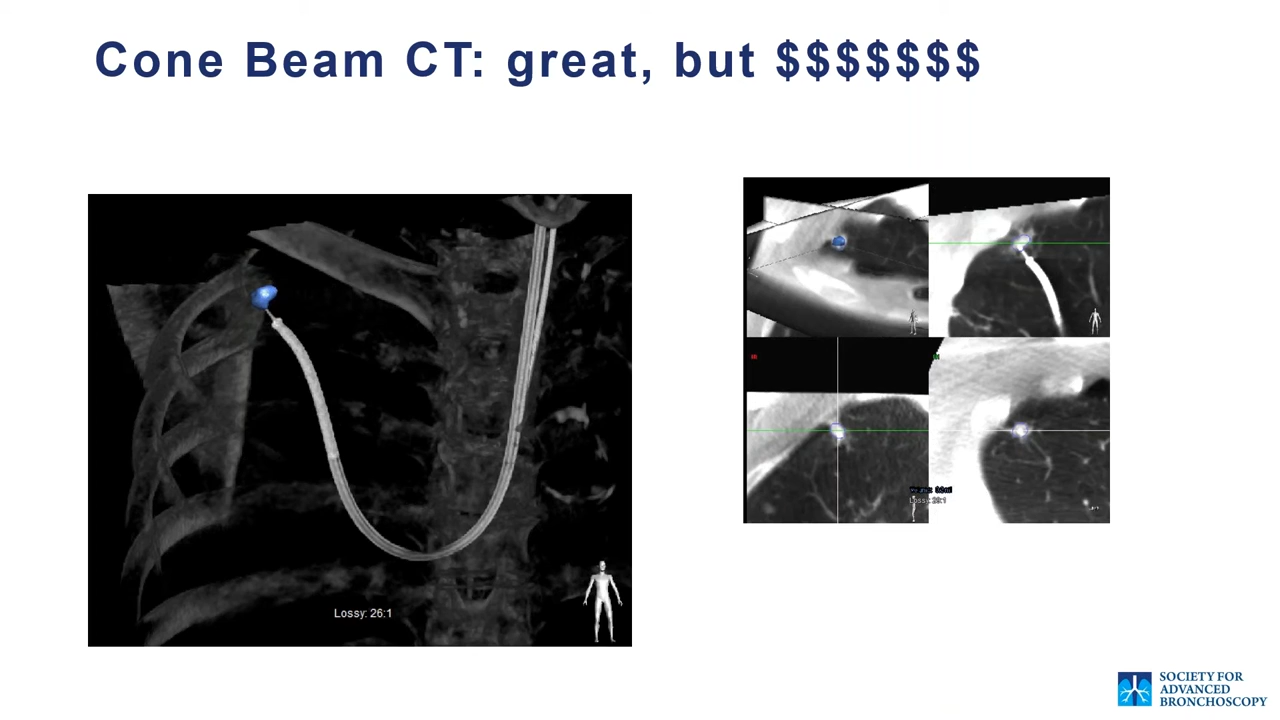 Cone Beam CT: great, but $$$$$$$
Lossy: 26:1
SOCIETY FOR
ADVANCED
BRONCHOSCOPY